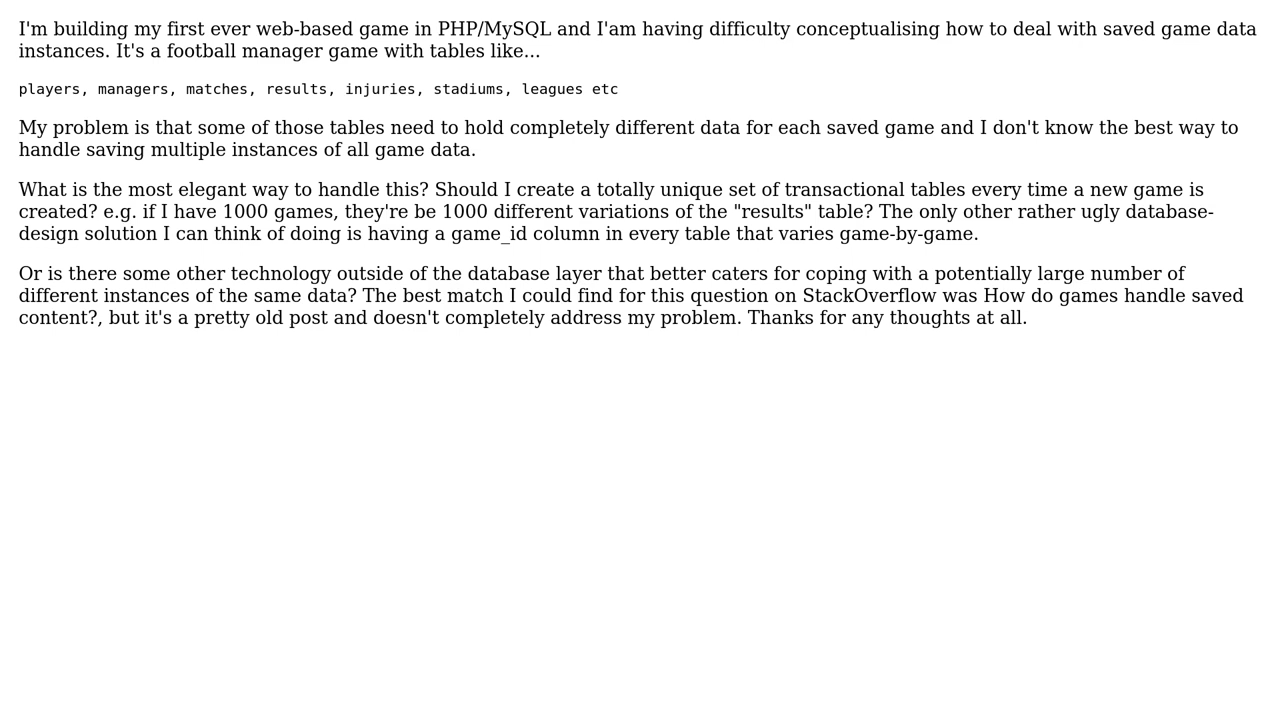 I'm building my first ever web-based game in PHP/MySQL and I'am having difficulty conceptualising how to deal with saved game data
instances. It's a football manager game with tables like...
players, managers, matches, results, injuries, stadiums, leagues etc
My problem is that some of those tables need to hold completely different data for each saved game and I don't know the best way to
handle saving multiple instances of all game data.
What is the most elegant way to handle this? Should I create a totally unique set of transactional tables every time a new game is
created? e.g. if I have 1000 games, they're be 1000 different variations of the "results" table? The only other rather ugly database-
design solution I can think of doing is having a game_id column in every table that varies game-by-game.
Or is there some other technology outside of the database layer that better caters for coping with a potentially large number of
different instances of the same data? The best match I could find for this question on StackOverflow was How do games handle saved
content?, but it's a pretty old post and doesn't completely address my problem. Thanks for any thoughts at all.